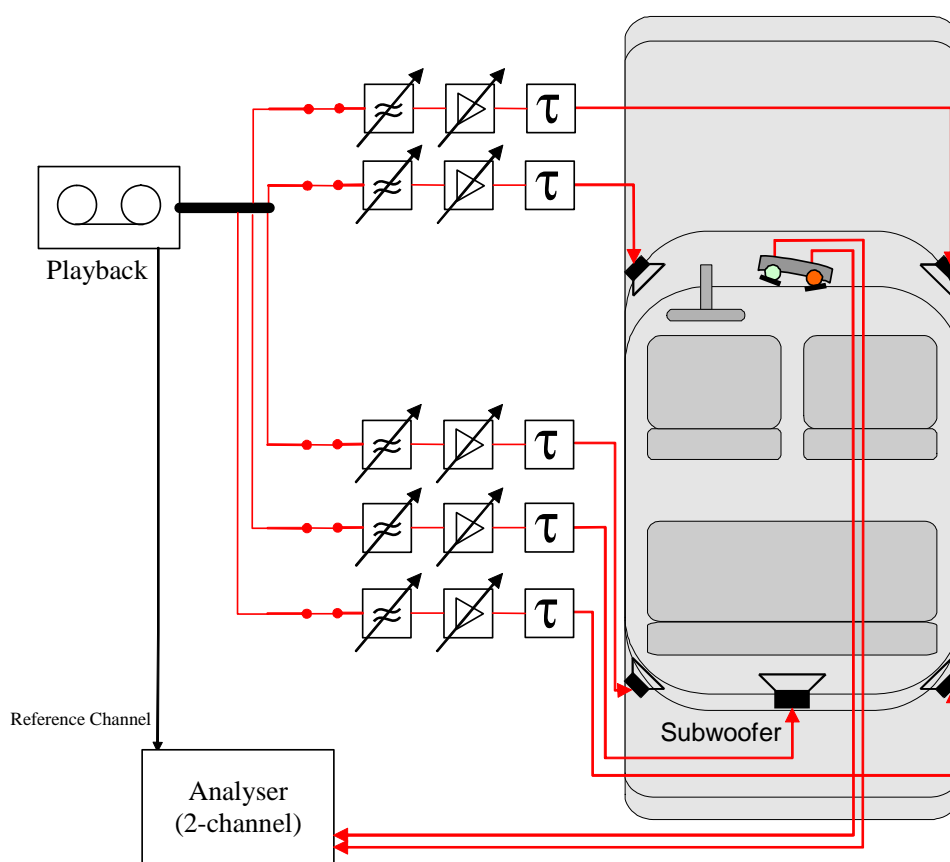 τ
τ
Playback
τ
τ
τ
Reference Channel
Subwoofer
Analyser
(2-channel)